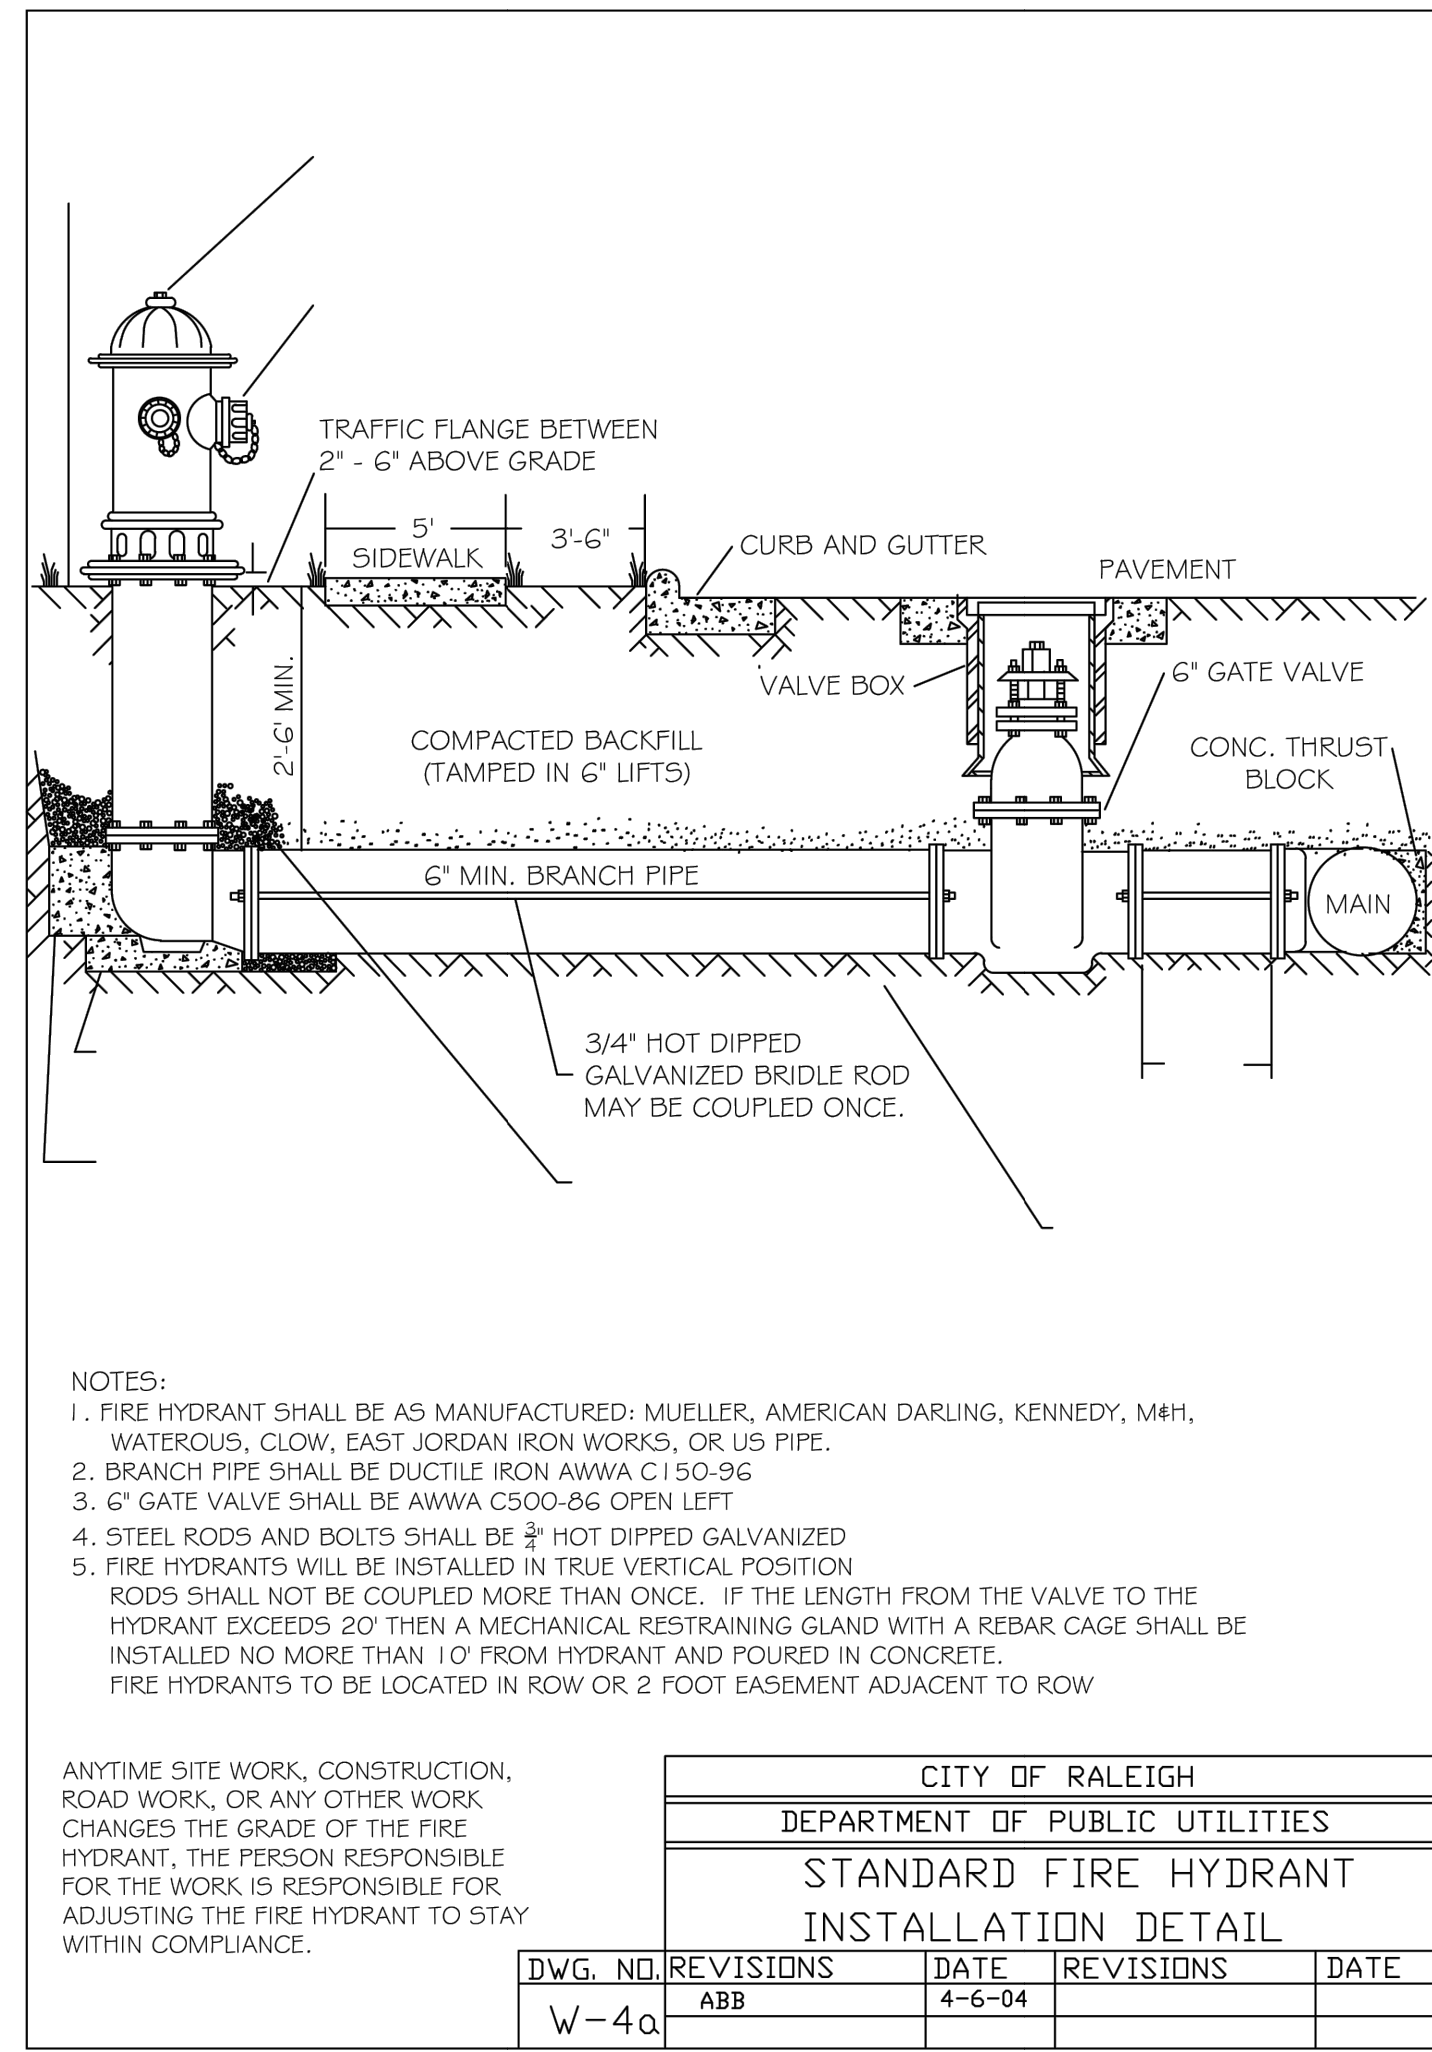 TRAFFIC FLANGE BETWEEN
2" - 6" ABOVE GRADE
5'
SIDEWALK
3'-6"
CURB AND GUTTER
PAVEMENT
2'-6' MIN.
VALVE BOX
6" GATE VALVE
COMPACTED BACKFILL
(TAMPED IN 6" LIFTS)
CONC. THRUST
BLOCK
6" MIN. BRANCH PIPE
MAIN
3/4" HOT DIPPED
GALVANIZED BRIDLE ROD
MAY BE COUPLED ONCE.
NOTES:
1. FIRE HYDRANT SHALL BE AS MANUFACTURED: MUELLER, AMERICAN DARLING, KENNEDY, M&H,
WATEROUS, CLOW, EAST JORDAN IRON WORKS, OR US PIPE.
2. BRANCH PIPE SHALL BE DUCTILE IRON AWWA C150-96
3. 6" GATE VALVE SHALL BE AWWA C500-86 OPEN LEFT
4. STEEL RODS AND BOLTS SHALL BE 3/4" HOT DIPPED GALVANIZED
5. FIRE HYDRANTS WILL BE INSTALLED IN TRUE VERTICAL POSITION
RODS SHALL NOT BE COUPLED MORE THAN ONCE. IF THE LENGTH FROM THE VALVE TO THE
HYDRANT EXCEEDS 20' THEN A MECHANICAL RESTRAINING GLAND WITH A REBAR CAGE SHALL BE
INSTALLED NO MORE THAN 10' FROM HYDRANT AND POURED IN CONCRETE.
FIRE HYDRANTS TO BE LOCATED IN ROW OR 2 FOOT EASEMENT ADJACENT TO ROW
ANYTIME SITE WORK, CONSTRUCTION,
ROAD WORK, OR ANY OTHER WORK
CHANGES THE GRADE OF THE FIRE
HYDRANT, THE PERSON RESPONSIBLE
FOR THE WORK IS RESPONSIBLE FOR
ADJUSTING THE FIRE HYDRANT TO STAY
WITHIN COMPLIANCE.
CITY OF RALEIGH
DEPARTMENT OF PUBLIC UTILITIES
STANDARD FIRE HYDRANT
INSTALLATION DETAIL
DWG. NO. REVISIONS DATE REVISIONS DATE
W-4a ABB 4-6-04